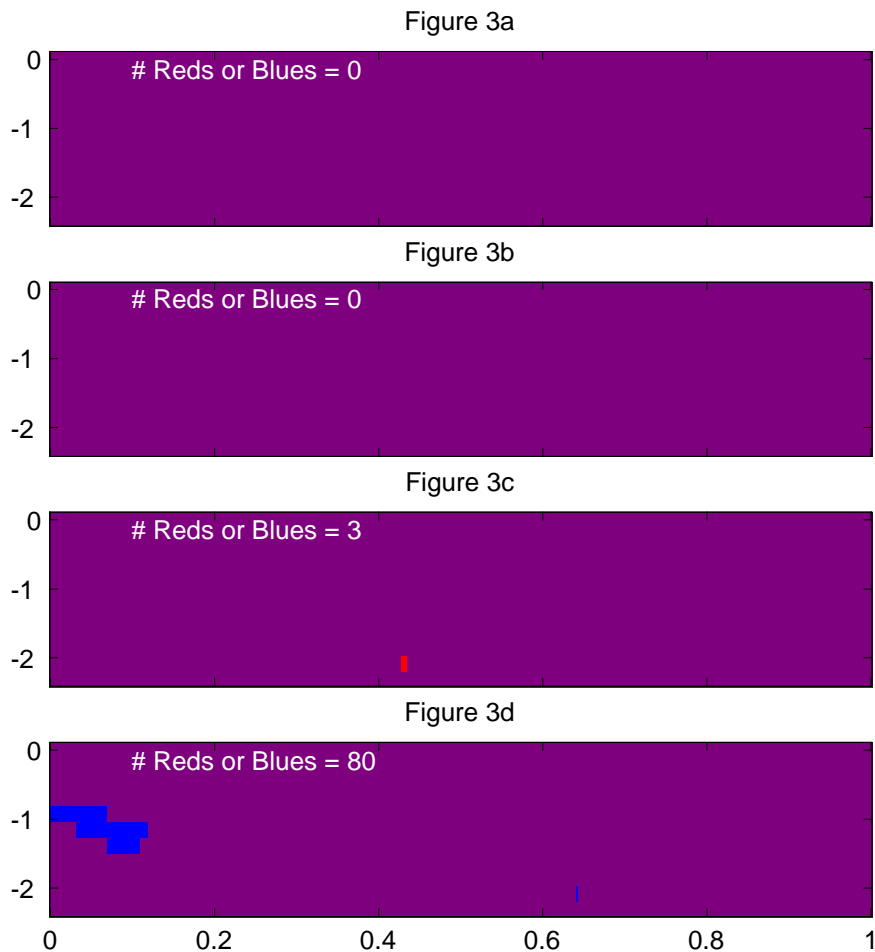 Figure 3a
0
# Reds or Blues = 0
-1
-2
Figure 3b
0
# Reds or Blues = 0
-1
-2
Figure 3c
0
# Reds or Blues = 3
-1
-2
Figure 3d
0
# Reds or Blues = 80
-1
-2
0 0.2 0.4 0.6 0.8 1